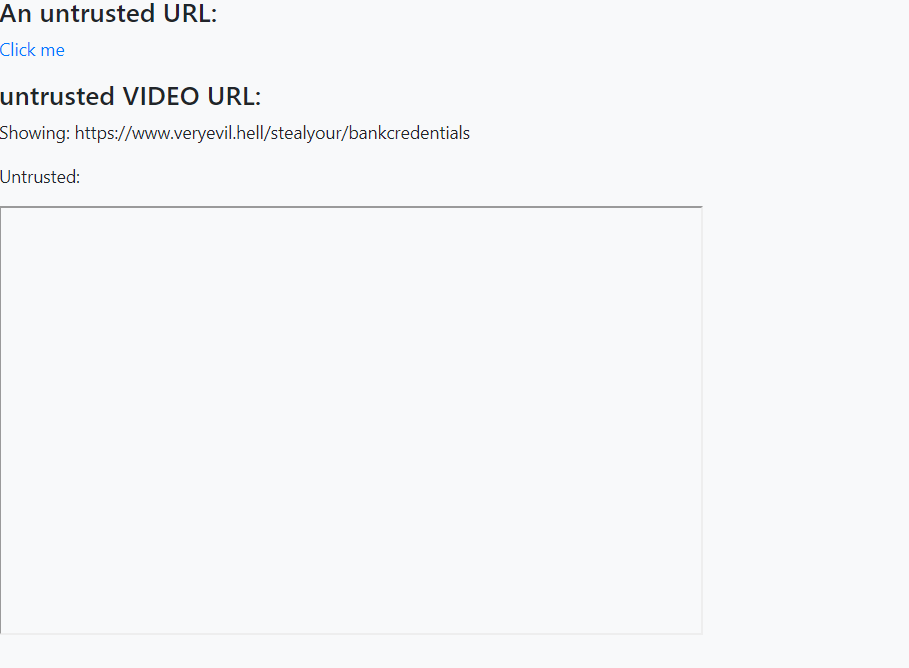 An untrusted URL:
Click me
untrusted VIDEO URL:
Showing: https://www.veryevil.hell/stealyour/bankcredentials
Untrusted: